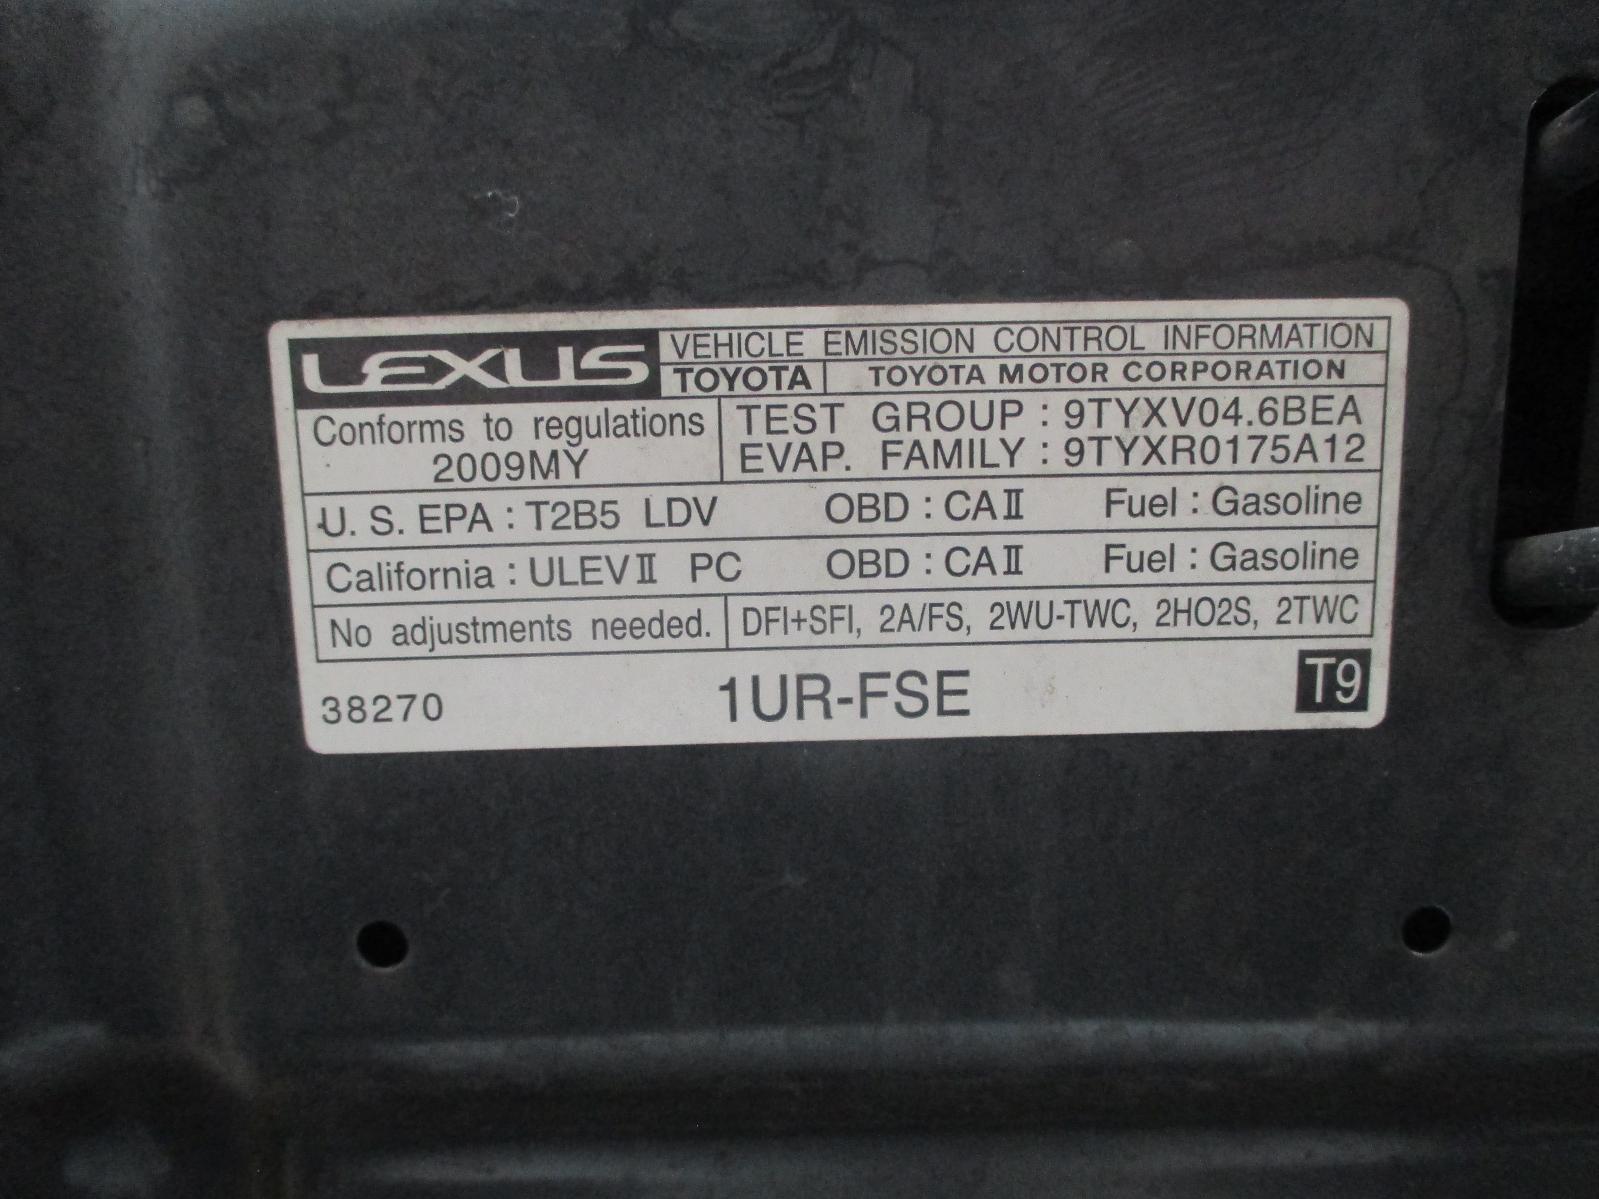 LEXUS VEHICLE EMISSION CONTROL INFORMATION
TOYOTA TOYOTA MOTOR CORPORATION
Conforms to regulations
2009MY
TEST GROUP : 9TYXV04.6BEA
EVAP. FAMILY : 9TYXR0175A12
U. S. EPA : T2B5 LDV OBD : CAⅡ Fuel : Gasoline
California : ULEVⅡ PC OBD : CAⅡ Fuel : Gasoline
No adjustments needed. DFI+SFI, 2A/FS, 2WU-TWC, 2HO2S, 2TWC
38270 1UR-FSE T9